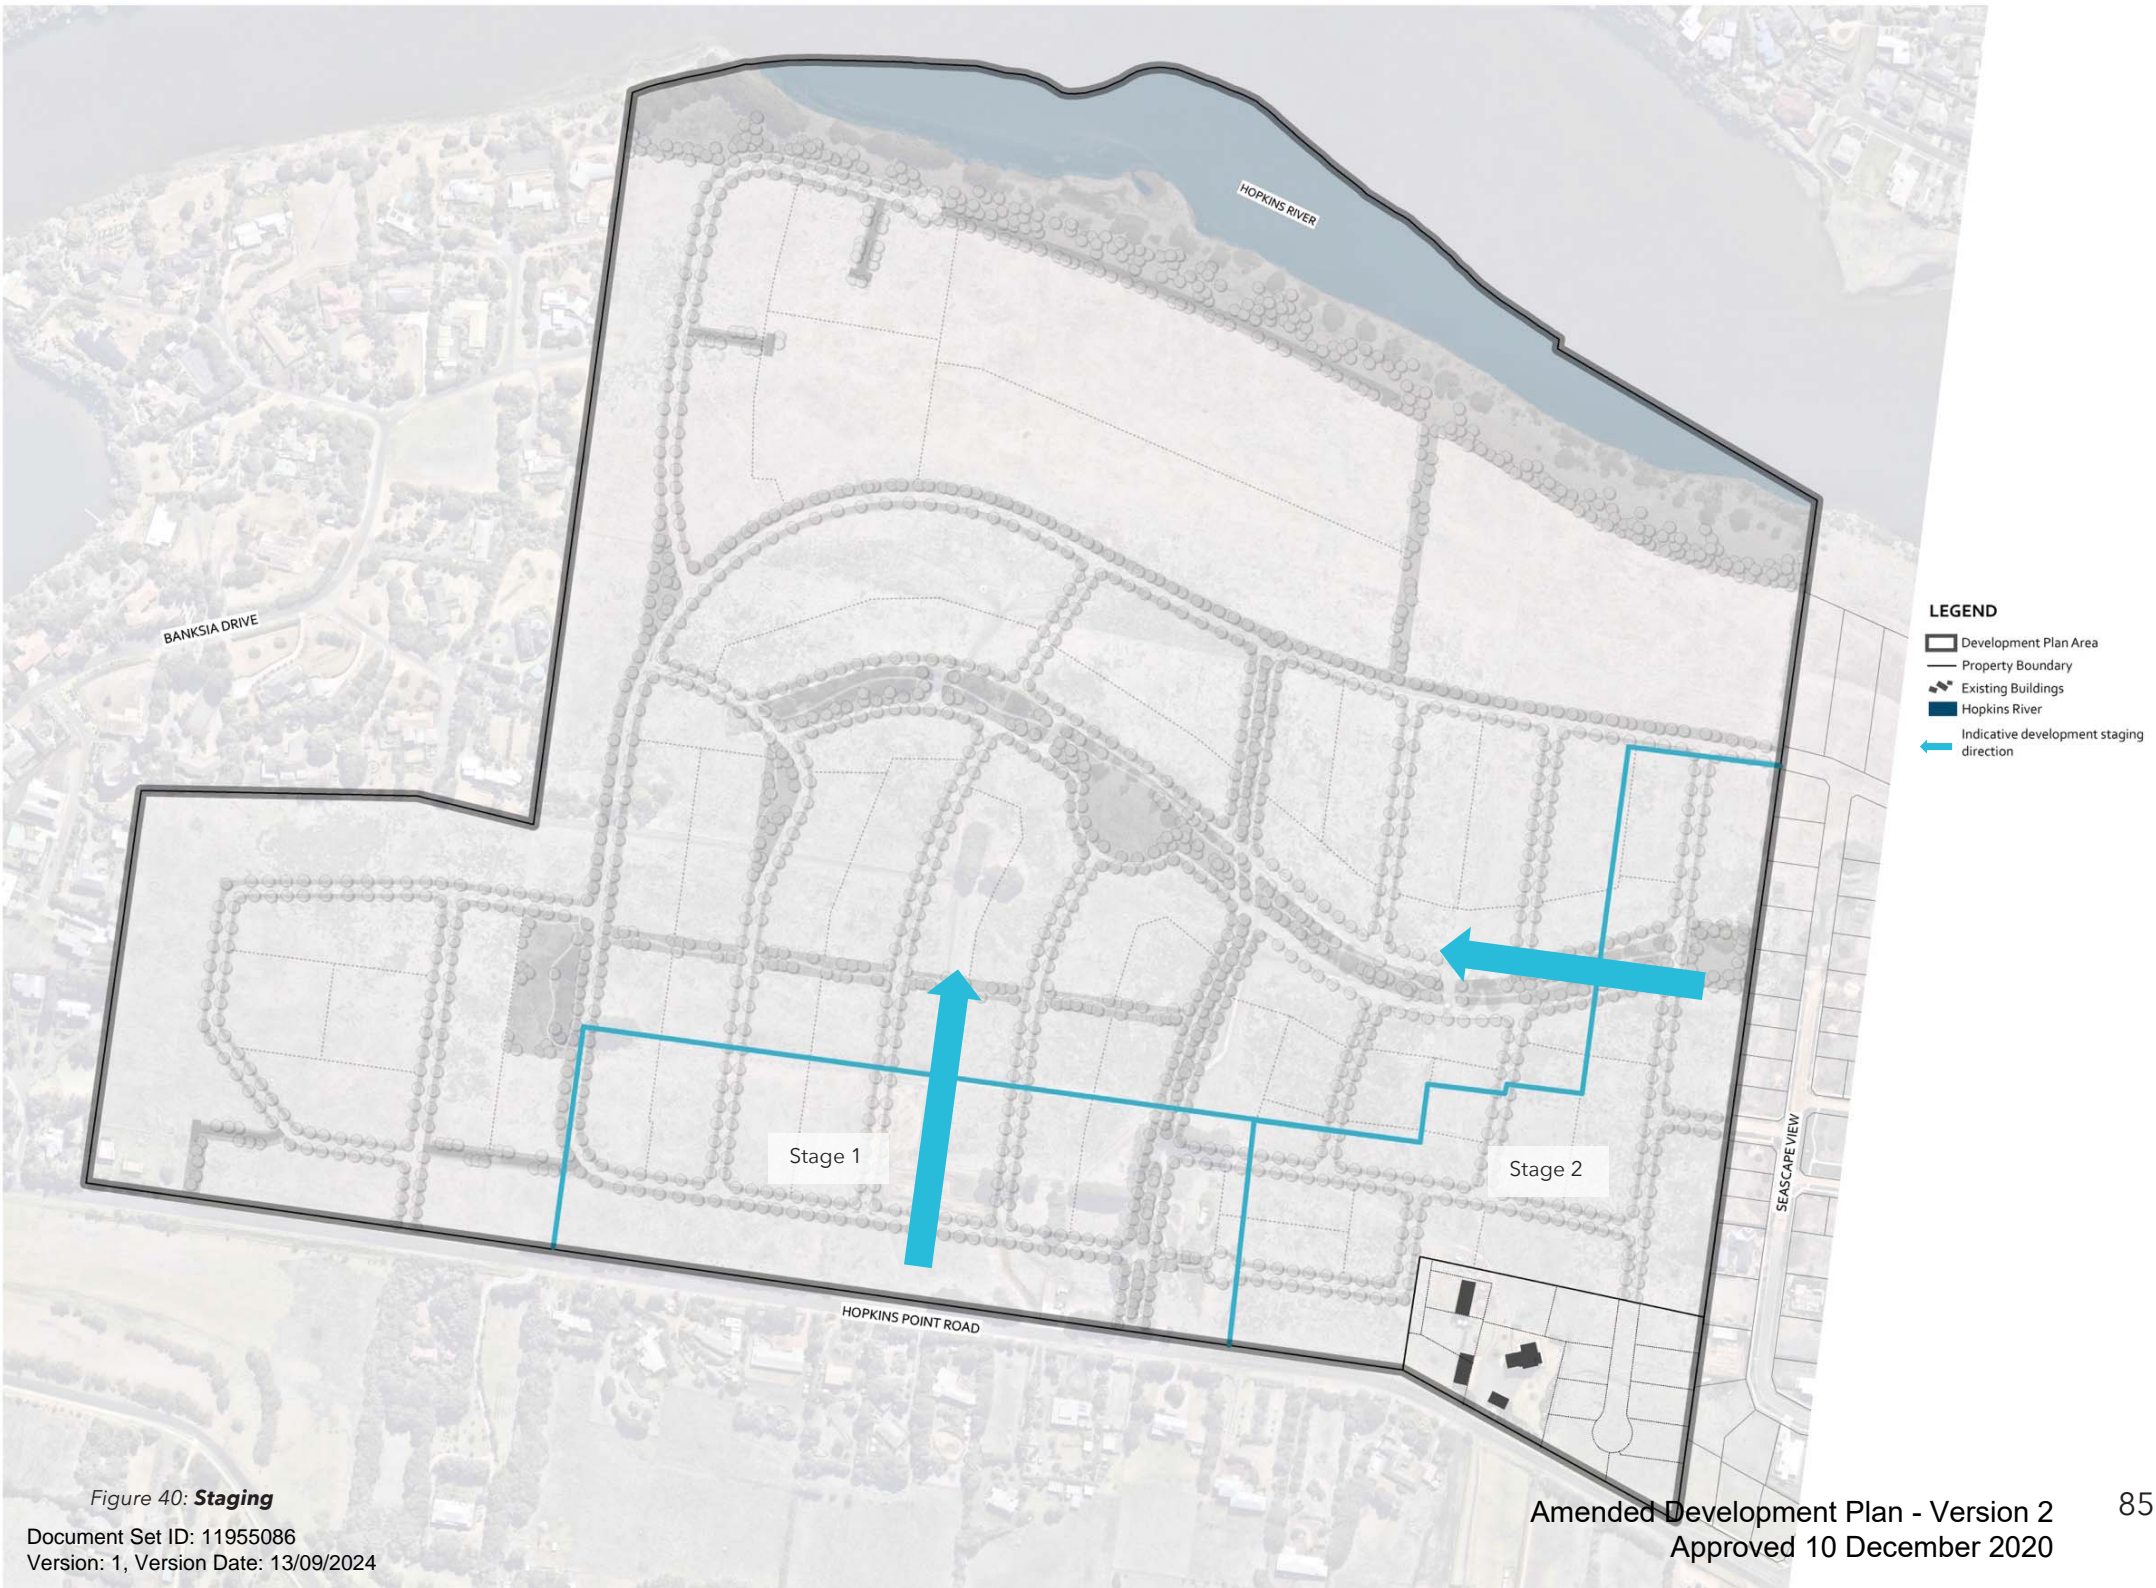 HOPKINS RIVER
BANKSIA DRIVE
LEGEND
Development Plan Area
Property Boundary
Existing Buildings
Hopkins River
Indicative development staging
direction
Stage 1
Stage 2
SEASCAPE VIEW
HOPKINS POINT ROAD
Figure 40: Staging
Document Set ID: 11955086
Version: 1, Version Date: 13/09/2024
Amended Development Plan - Version 2
Approved 10 December 2020
85